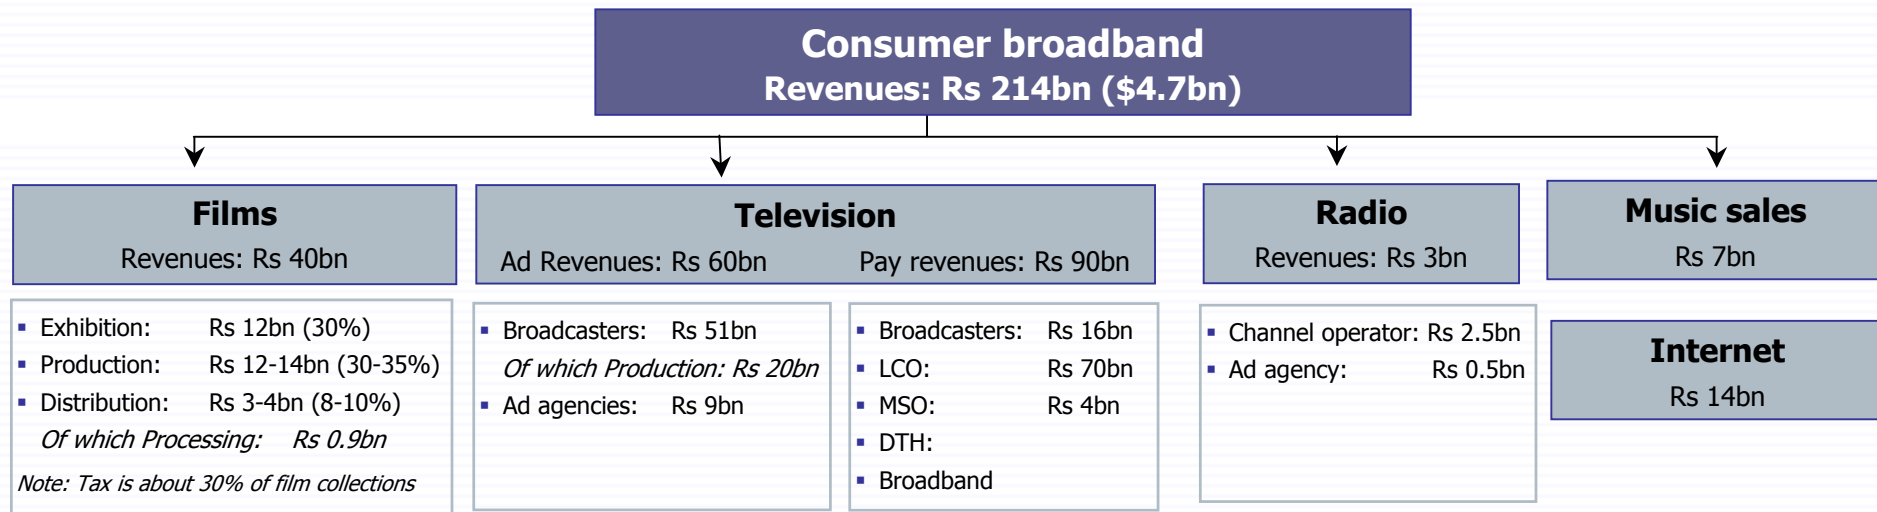 Consumer broadband
Revenues: Rs 214bn ($4.7bn)
Films
Revenues: Rs 40bn
Television
Ad Revenues: Rs 60bn Pay revenues: Rs 90bn
Radio
Revenues: Rs 3bn
Music sales
Rs 7bn
▪ Exhibition: Rs 12bn (30%)
▪ Production: Rs 12-14bn (30-35%)
▪ Distribution: Rs 3-4bn (8-10%)
Of which Processing: Rs 0.9bn
Note: Tax is about 30% of film collections
▪ Broadcasters: Rs 51bn
Of which Production: Rs 20bn
▪ Ad agencies: Rs 9bn
▪ Broadcasters: Rs 16bn
▪ LCO: Rs 70bn
▪ MSO: Rs 4bn
▪ DTH:
▪ Broadband
▪ Channel operator: Rs 2.5bn
▪ Ad agency: Rs 0.5bn
Internet
Rs 14bn